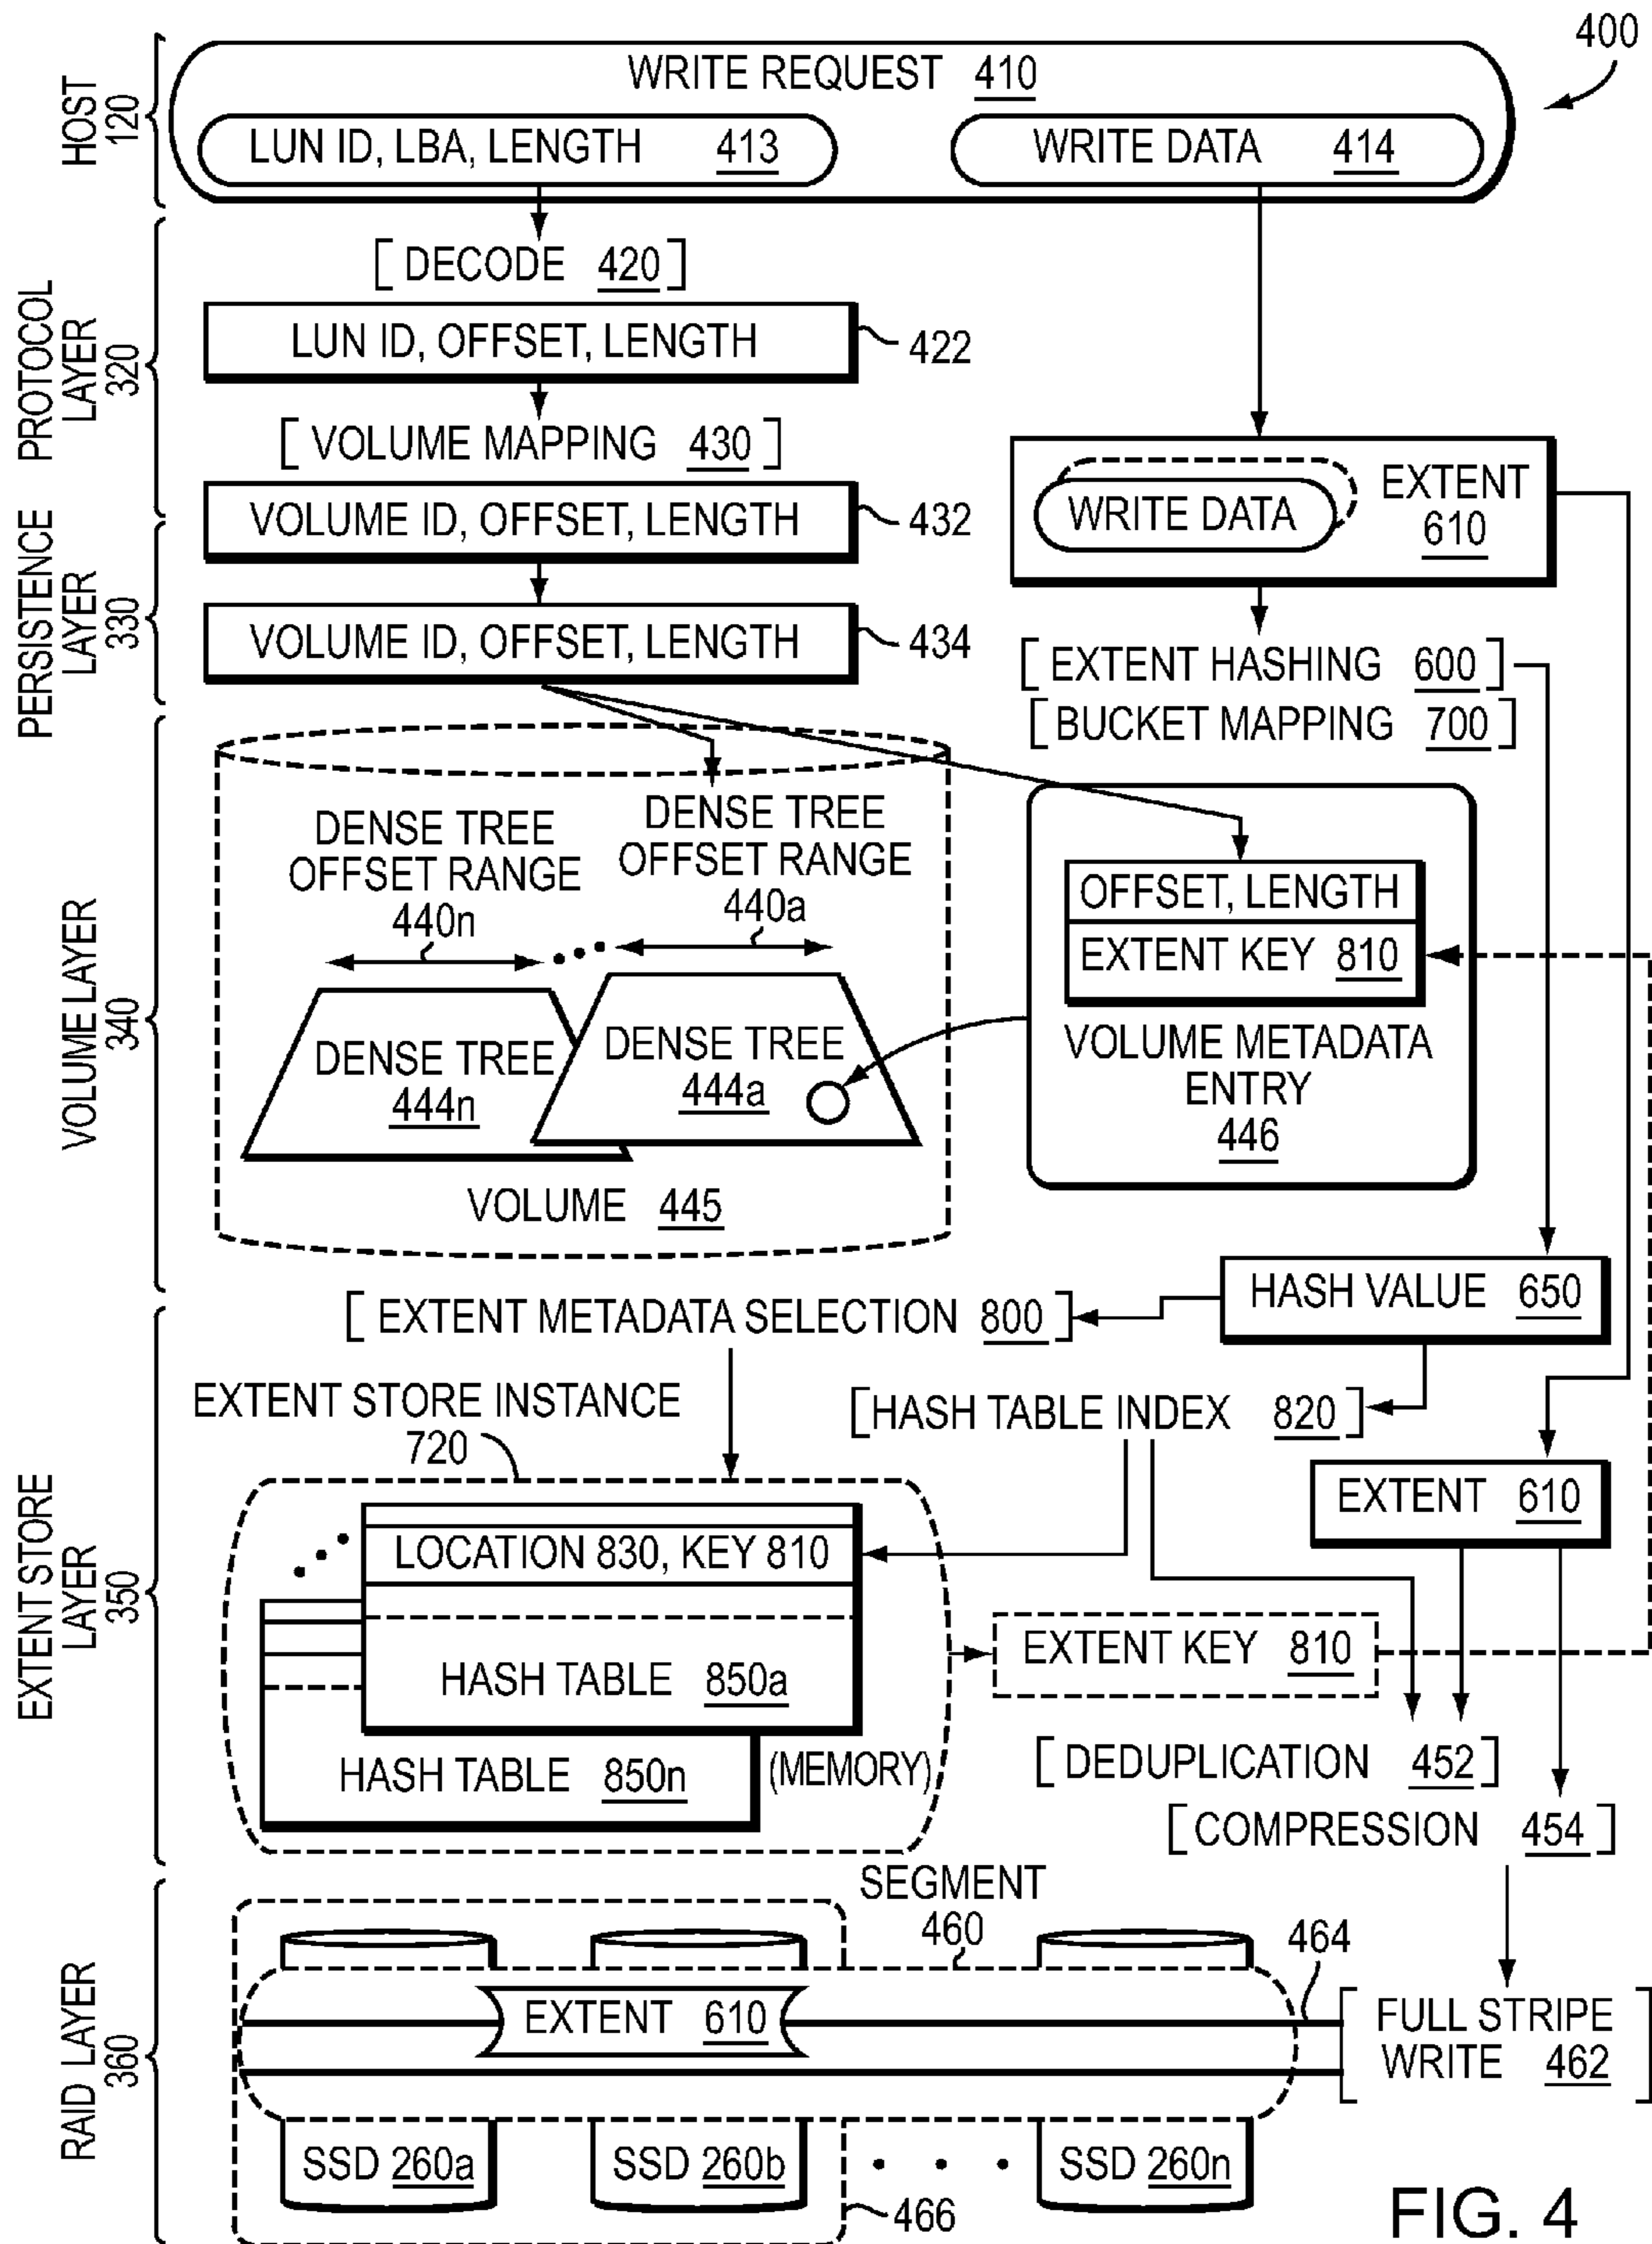 400
HOST
120
WRITE REQUEST 410
LUN ID, LBA, LENGTH 413
WRITE DATA 414
PROTOCOL
LAYER
320
[ DECODE 420 ]
LUN ID, OFFSET, LENGTH
422
[ VOLUME MAPPING 430 ]
VOLUME ID, OFFSET, LENGTH
432
WRITE DATA
EXTENT
610
PERSISTENCE
LAYER
330
VOLUME ID, OFFSET, LENGTH
434
[ EXTENT HASHING 600 ]
[ BUCKET MAPPING 700 ]
VOLUME LAYER
340
DENSE TREE
OFFSET RANGE
440n
DENSE TREE
OFFSET RANGE
440a
DENSE TREE
444n
DENSE TREE
444a
VOLUME 445
OFFSET, LENGTH
EXTENT KEY 810
VOLUME METADATA
ENTRY
446
HASH VALUE 650
EXTENT STORE
LAYER
350
[ EXTENT METADATA SELECTION 800 ]
EXTENT STORE INSTANCE
720
[HASH TABLE INDEX 820 ]
EXTENT 610
LOCATION 830, KEY 810
HASH TABLE 850a
HASH TABLE 850n
(MEMORY)
EXTENT KEY 810
[ DEDUPLICATION 452 ]
[ COMPRESSION 454 ]
RAID LAYER
360
SEGMENT
460
464
EXTENT 610
[ FULL STRIPE
WRITE 462 ]
SSD 260a
SSD 260b
SSD 260n
466
FIG. 4